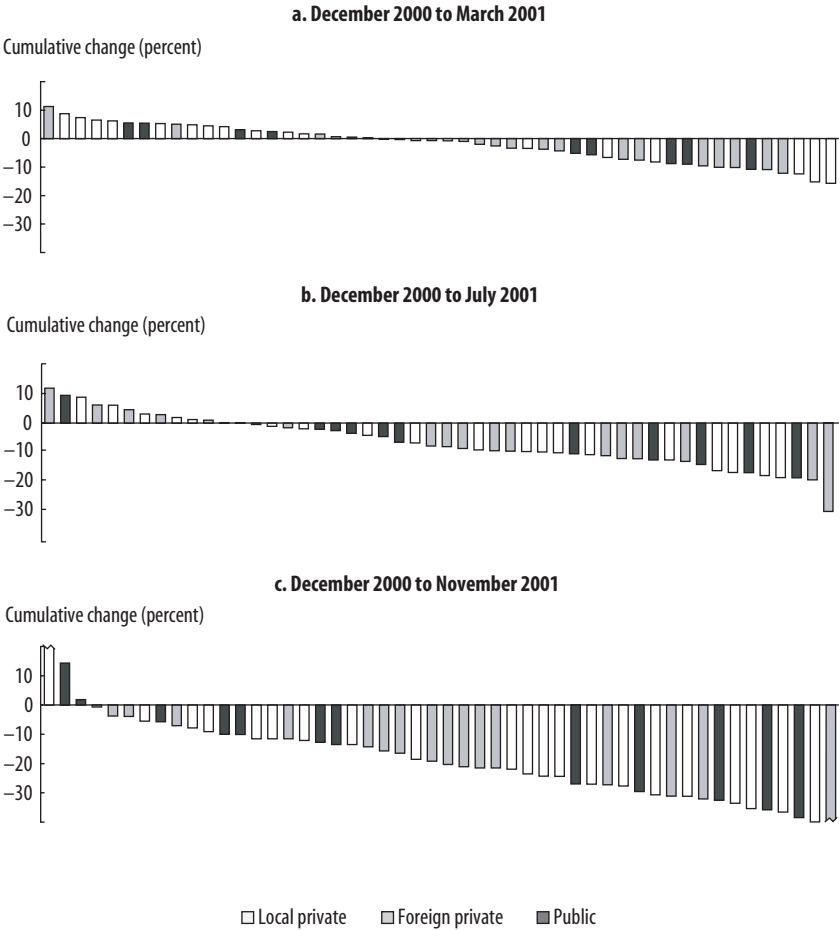 a. December 2000 to March 2001
Cumulative change (percent)
10
0
–10
–20
–30
b. December 2000 to July 2001
Cumulative change (percent)
10
0
–10
–20
–30
c. December 2000 to November 2001
Cumulative change (percent)
10
0
–10
–20
–30
Local private Foreign private Public